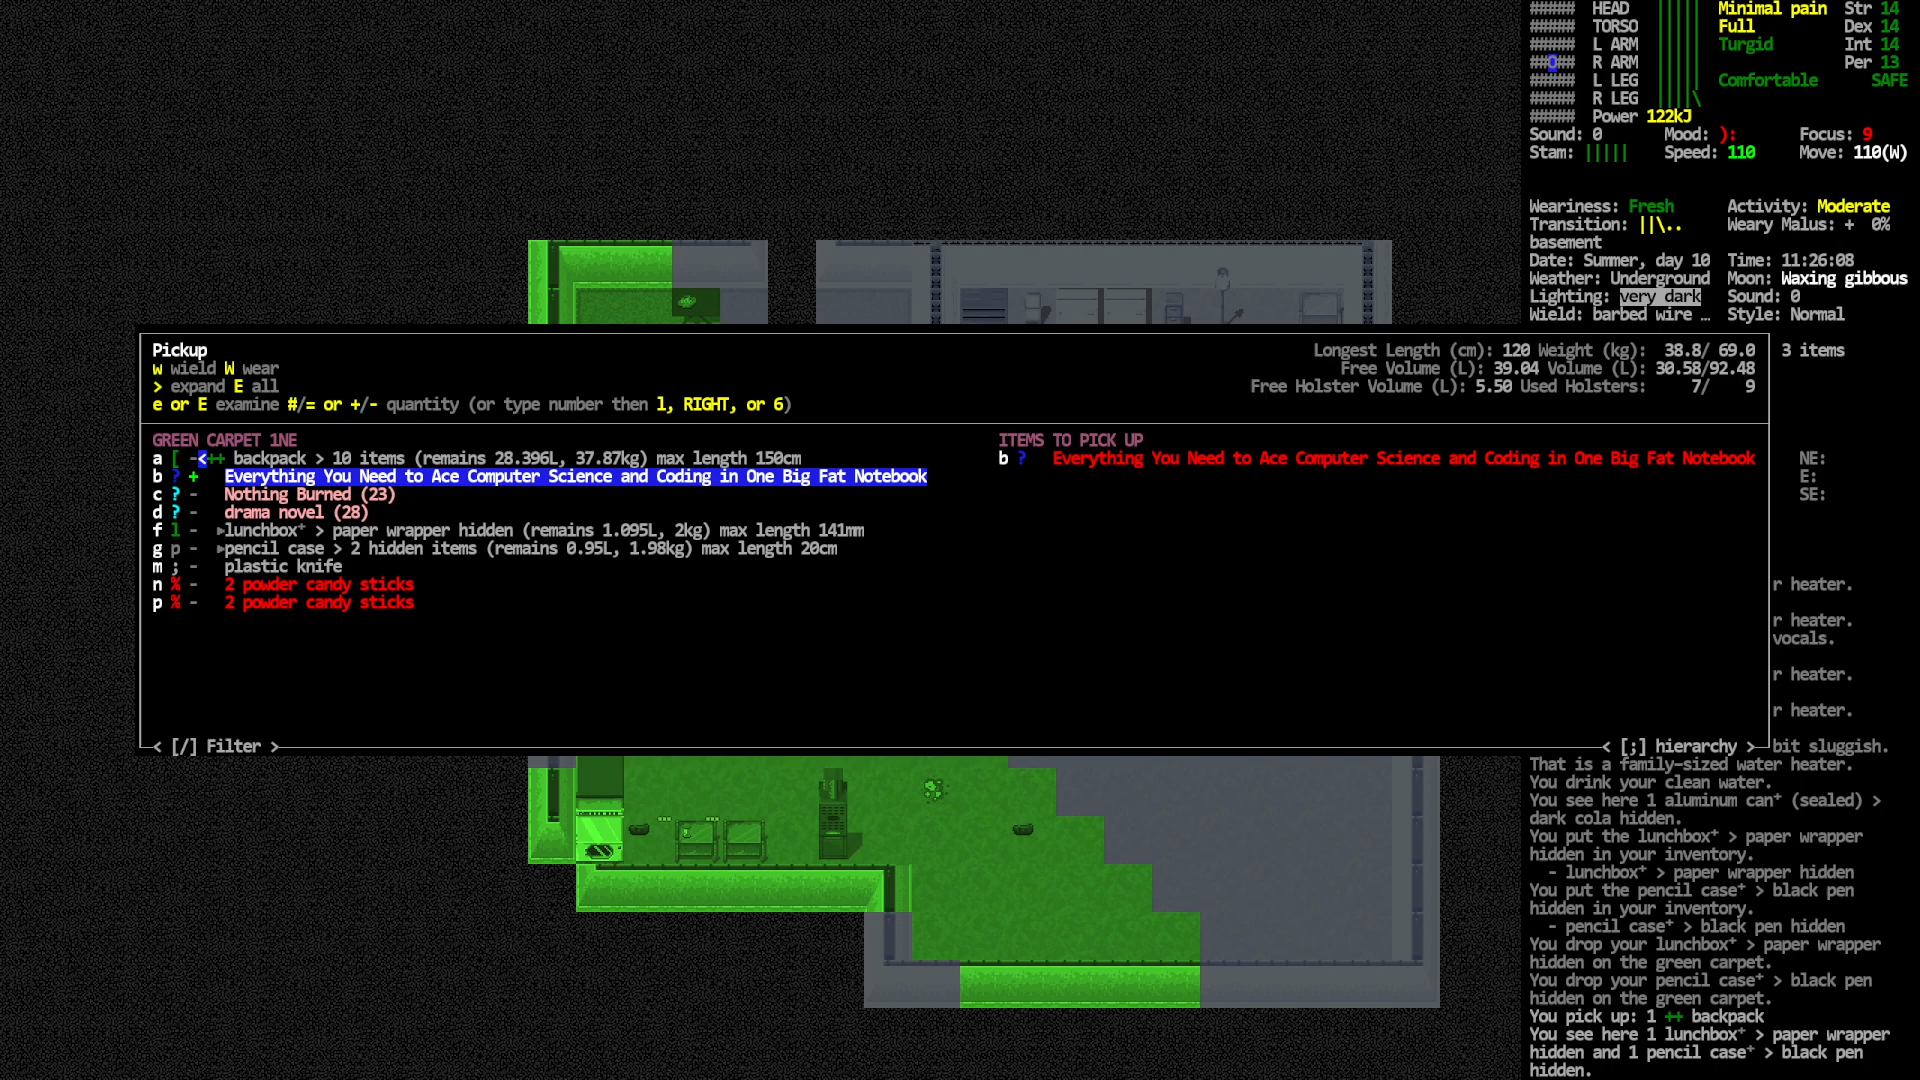 ##### HEAD ||||| Minimal pain Str 14
##### TORSO ||||| Full Dex 14
##### L ARM ||||| Turgid Int 14
##0## R ARM ||||| Per 13
##### L LEG ||||| Comfortable SAFE
##### R LEG ||||\
##### Power 122kJ
Sound: 0 Mood: ): Focus: 9
Stam: ||||| Speed: 110 Move: 110(W)
Weariness: Fresh Activity: Moderate
Transition: ||\.. Weary Malus: + 0%
basement
Date: Summer, day 10 Time: 11:26:08
Weather: Underground Moon: Waxing gibbous
Lighting: very dark Sound: 0
Wield: barbed wire … Style: Normal
Pickup Longest Length (cm): 120 Weight (kg): 38.8/ 69.0 3 items
w wield W wear Free Volume (L): 39.04 Volume (L): 30.58/92.48
> expand E all Free Holster Volume (L): 5.50 Used Holsters: 7/ 9
e or E examine #/= or +/- quantity (or type number then l, RIGHT, or 6)
GREEN CARPET 1NE ITEMS TO PICK UP
a [ -<++ backpack > 10 items (remains 28.396L, 37.87kg) max length 150cm b ? Everything You Need to Ace Computer Science and Coding in One Big Fat Notebook NE:
b ? + Everything You Need to Ace Computer Science and Coding in One Big Fat Notebook E:
c ? - Nothing Burned (23) SE:
d ? - drama novel (28)
f l - ▸lunchbox⁺ > paper wrapper hidden (remains 1.095L, 2kg) max length 141mm
g p - ▸pencil case > 2 hidden items (remains 0.95L, 1.98kg) max length 20cm
m ; - plastic knife
n % - 2 powder candy sticks r heater.
p % - 2 powder candy sticks
r heater.
vocals.
r heater.
r heater.
< [/] Filter > < [;] hierarchy > bit sluggish.
That is a family-sized water heater.
You drink your clean water.
You see here 1 aluminum can⁺ (sealed) >
dark cola hidden.
You put the lunchbox⁺ > paper wrapper
hidden in your inventory.
- lunchbox⁺ > paper wrapper hidden
You put the pencil case⁺ > black pen
hidden in your inventory.
- pencil case⁺ > black pen hidden
You drop your lunchbox⁺ > paper wrapper
hidden on the green carpet.
You drop your pencil case⁺ > black pen
hidden on the green carpet.
You pick up: 1 ++ backpack
You see here 1 lunchbox⁺ > paper wrapper
hidden and 1 pencil case⁺ > black pen
hidden.